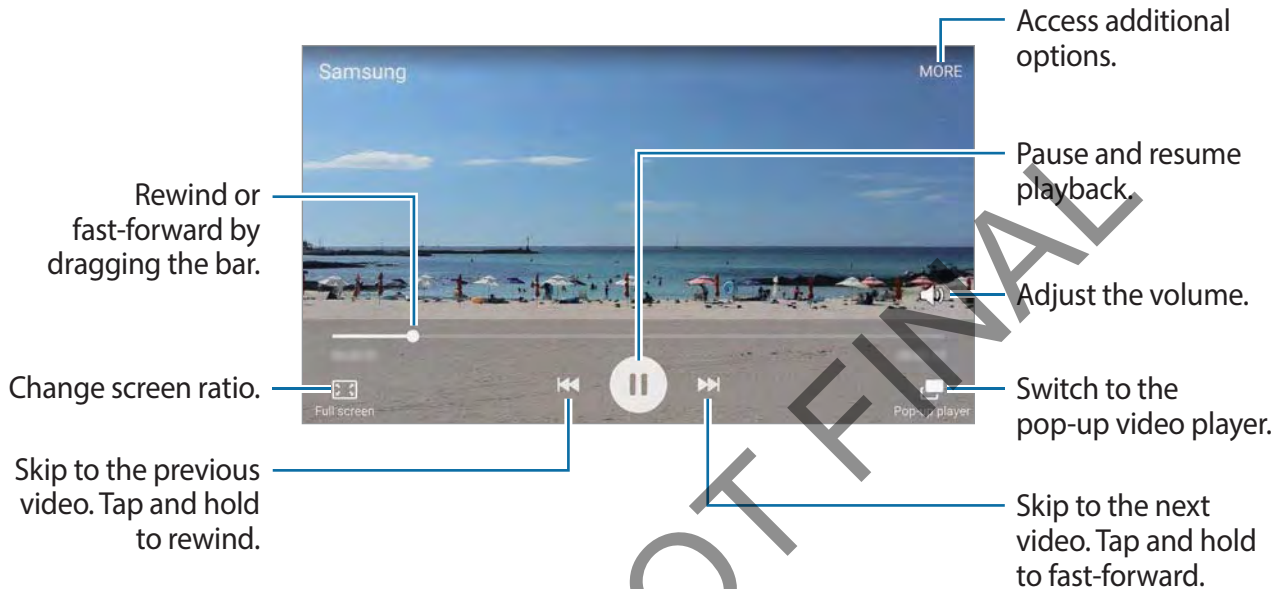 Access additional
options.
Samsung
MORE
Pause and resume
playback.
Rewind or
fast-forward by
dragging the bar.
Adjust the volume.
Change screen ratio.
Full screen
Pop-up player
Switch to the
pop-up video player.
Skip to the previous
video. Tap and hold
to rewind.
Skip to the next
video. Tap and hold
to fast-forward.
OT FINAL